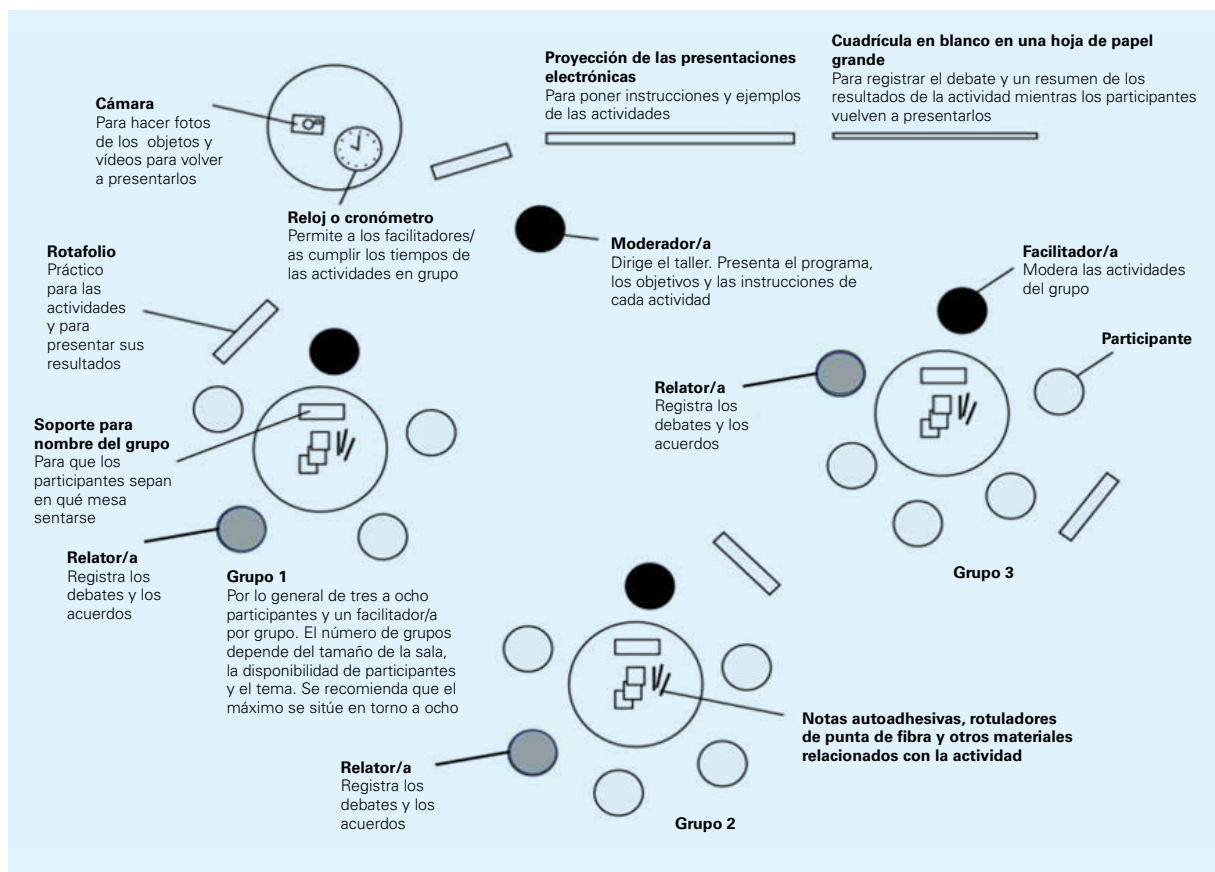 Cámara
Para hacer fotos
de los objetos y
vídeos para volver
a presentarlos
Proyección de las presentaciones
electrónicas
Para poner instrucciones y ejemplos
de las actividades
Cuadrícula en blanco en una hoja de papel
grande
Para registrar el debate y un resumen de los
resultados de la actividad mientras los participantes
vuelven a presentarlos
Reloj o cronómetro
Permite a los facilitadores/
as cumplir los tiempos de
las actividades en grupo
Moderador/a
Dirige el taller. Presenta el programa,
los objetivos y las instrucciones de
cada actividad
Facilitador/a
Modera las actividades
del grupo
Rotafolio
Práctico
para las
actividades
y para
presentar sus
resultados
Participante
Relator/a
Registra los
debates y los
acuerdos
Soporte para
nombre del grupo
Para que los
participantes sepan
en qué mesa
sentarse
Relator/a
Registra los
debates y los
acuerdos
Grupo 1
Por lo general de tres a ocho
participantes y un facilitador/a
por grupo. El número de grupos
depende del tamaño de la sala,
la disponibilidad de participantes
y el tema. Se recomienda que el
máximo se sitúe en torno a ocho
Grupo 3
Notas autoadhesivas, rotuladores
de punta de fibra y otros materiales
relacionados con la actividad
Relator/a
Registra los
debates y los
acuerdos
Grupo 2